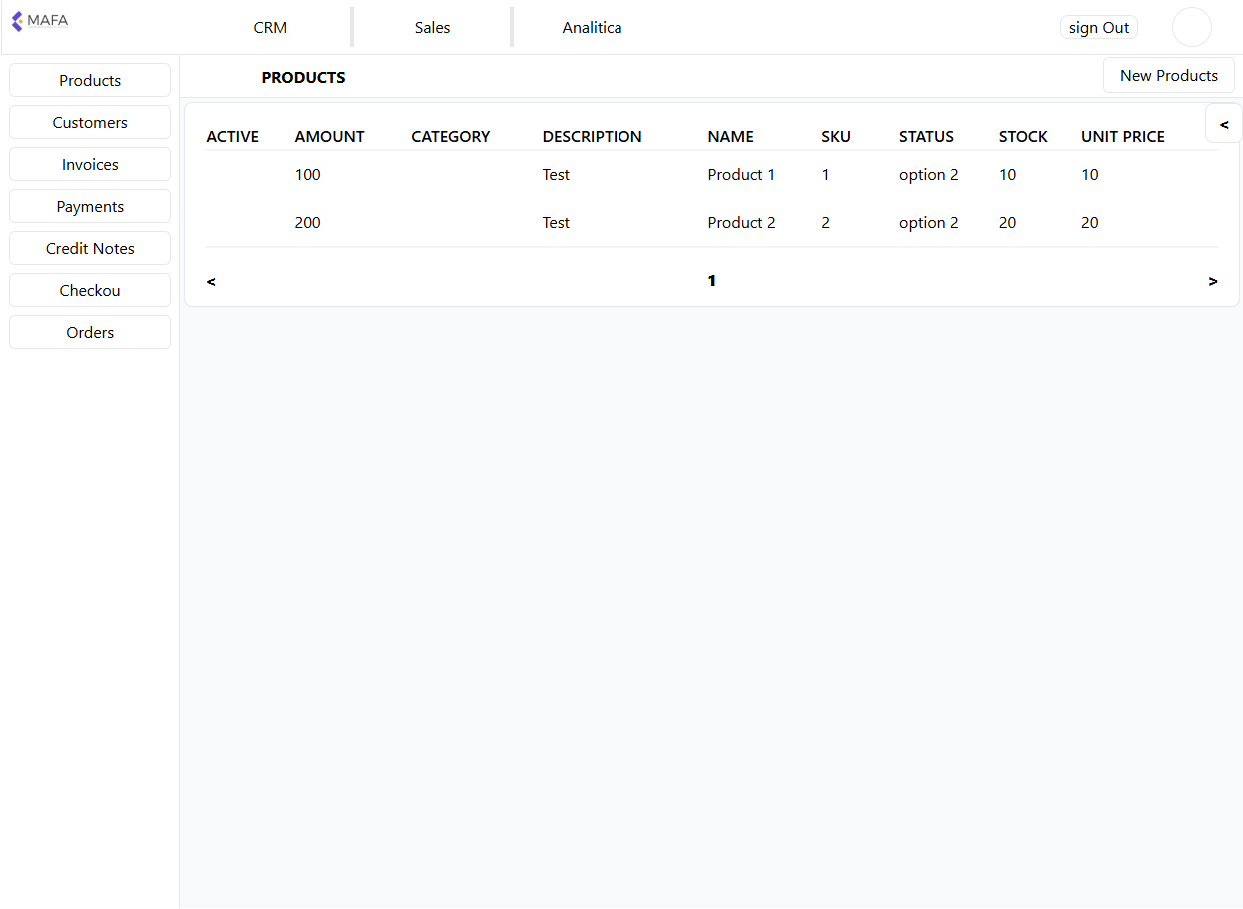 MAFA
CRM Sales Analitica sign Out
Products
Customers
Invoices
Payments
Credit Notes
Checkou
Orders
PRODUCTS New Products
<
ACTIVE AMOUNT CATEGORY DESCRIPTION NAME SKU STATUS STOCK UNIT PRICE
100 Test Product 1 1 option 2 10 10
200 Test Product 2 2 option 2 20 20
< 1 >